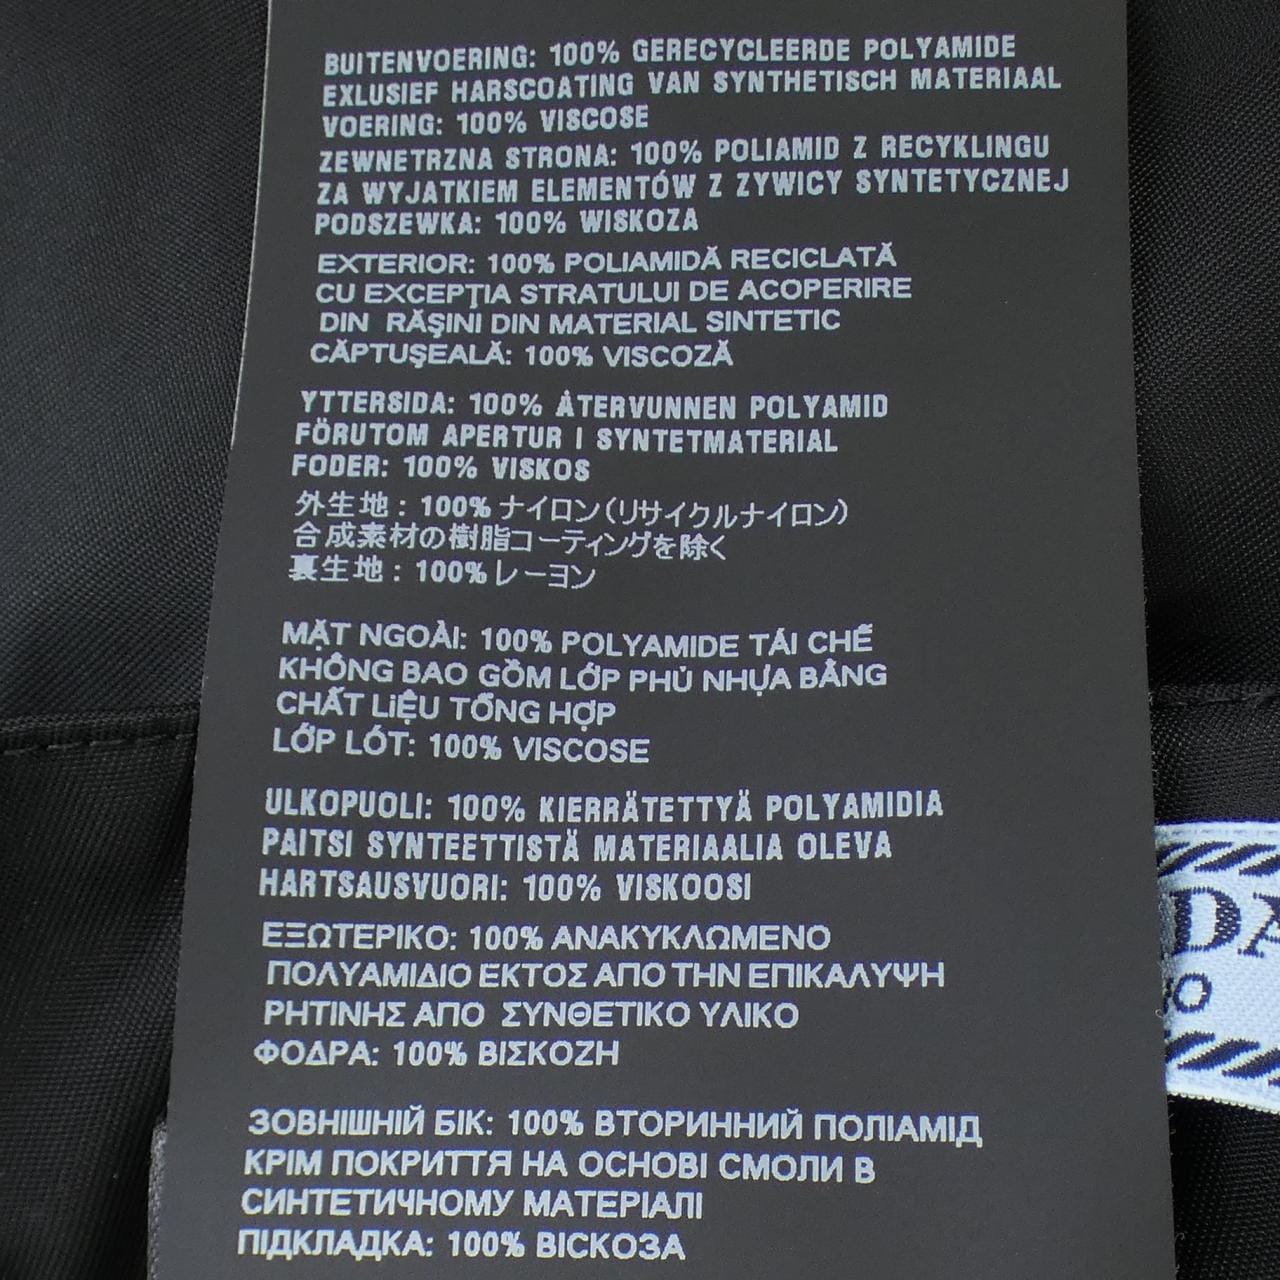 BUITENVOERING: 100% GERECYCLEERDE POLYAMIDE
EXLUSIEF HARSCOATING VAN SYNTHETISCH MATERIAAL
VOERING: 100% VISCOSE
ZEWNETRZNA STRONA: 100% POLIAMID Z RECYKLINGU
ZA WYJATKIEM ELEMENTÓW Z ZYWICY SYNTETYCZNEJ
PODSZEWKA: 100% WISKOZA
EXTERIOR: 100% POLIAMIDĂ RECICLATĂ
CU EXCEPŢIA STRATULUI DE ACOPERIRE
DIN RĂŞINI DIN MATERIAL SINTETIC
CĂPTUŞEALĂ: 100% VISCOZĂ
YTTERSIDA: 100% ÅTERVUNNEN POLYAMID
FÖRUTOM APERTUR I SYNTETMATERIAL
FODER: 100% VISKOS
外生地：100% ナイロン(リサイクルナイロン)
合成素材の樹脂コーティングを除く
裏生地：100% レーヨン
MẶT NGOÀI: 100% POLYAMIDE TÁI CHẾ
KHÔNG BAO GỒM LỚP PHỦ NHỰA BẰNG
CHẤT LIỆU TỔNG HỢP
LỚP LÓT: 100% VISCOSE
ULKOPUOLI: 100% KIERRÄTETTYÄ POLYAMIDIA
PAITSI SYNTEETTISTÄ MATERIAALIA OLEVA
HARTSAUSVUORI: 100% VISKOOSI
ΕΞΩΤΕΡΙΚΟ: 100% ΑΝΑΚΥΚΛΩΜΕΝΟ
ΠΟΛΥΑΜΙΔΙΟ ΕΚΤΟΣ ΑΠΟ ΤΗΝ ΕΠΙΚΑΛΥΨΗ
ΡΗΤΙΝΗΣ ΑΠΟ ΣΥΝΘΕΤΙΚΟ ΥΛΙΚΟ
ΦΟΔΡΑ: 100% ΒΙΣΚΟΖΗ
ЗОВНІШНІЙ БІК: 100% ВТОРИННИЙ ПОЛІАМІД
КРІМ ПОКРИТТЯ НА ОСНОВІ СМОЛИ В
СИНТЕТИЧНОМУ МАТЕРІАЛІ
ПІДКЛАДКА: 100% ВІСКОЗА